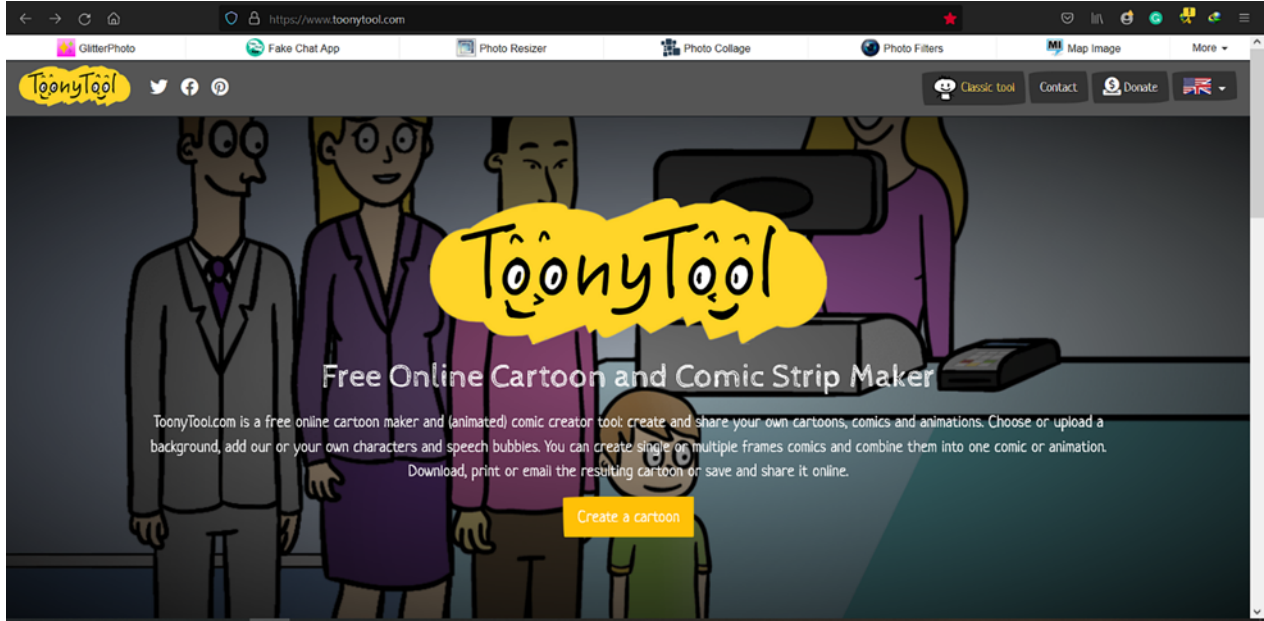 https://www.toonytool.com
GlitterPhoto
Fake Chat App
Photo Resizer
Photo Collage
Photo Filters
MI Map Image
More
ToonyTool
Classic tool
Contact
Donate
ToonyTool
Free Online Cartoon and Comic Strip Maker
ToonyTool.com is a free online cartoon maker and (animated) comic creator tool: create and share your own cartoons, comics and animations. Choose or upload a
background, add our or your own characters and speech bubbles. You can create single or multiple frames comics and combine them into one comic or animation.
Download, print or email the resulting cartoon or save and share it online.
Create a cartoon